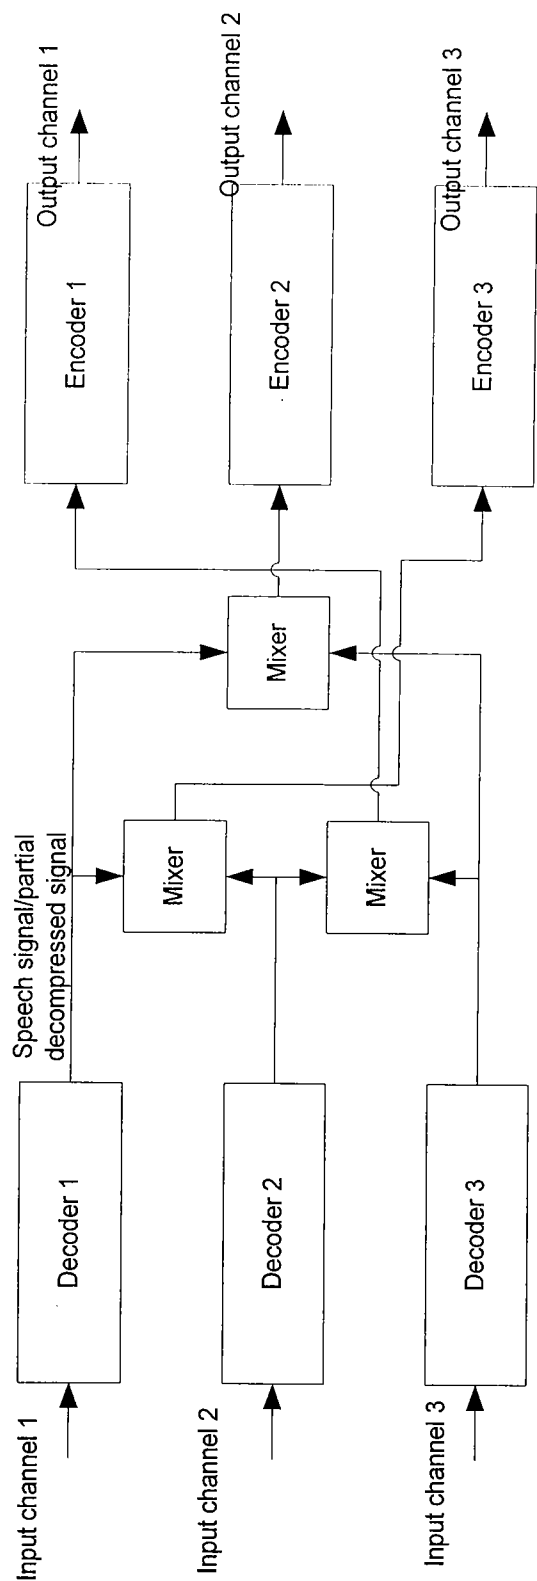 Input channel 1
Decoder 1
Speech signal/partial
decompressed signal
Encoder 1
Output channel 1
Input channel 2
Decoder 2
Mixer
Mixer
Mixer
Encoder 2
Output channel 2
Input channel 3
Decoder 3
Encoder 3
Output channel 3